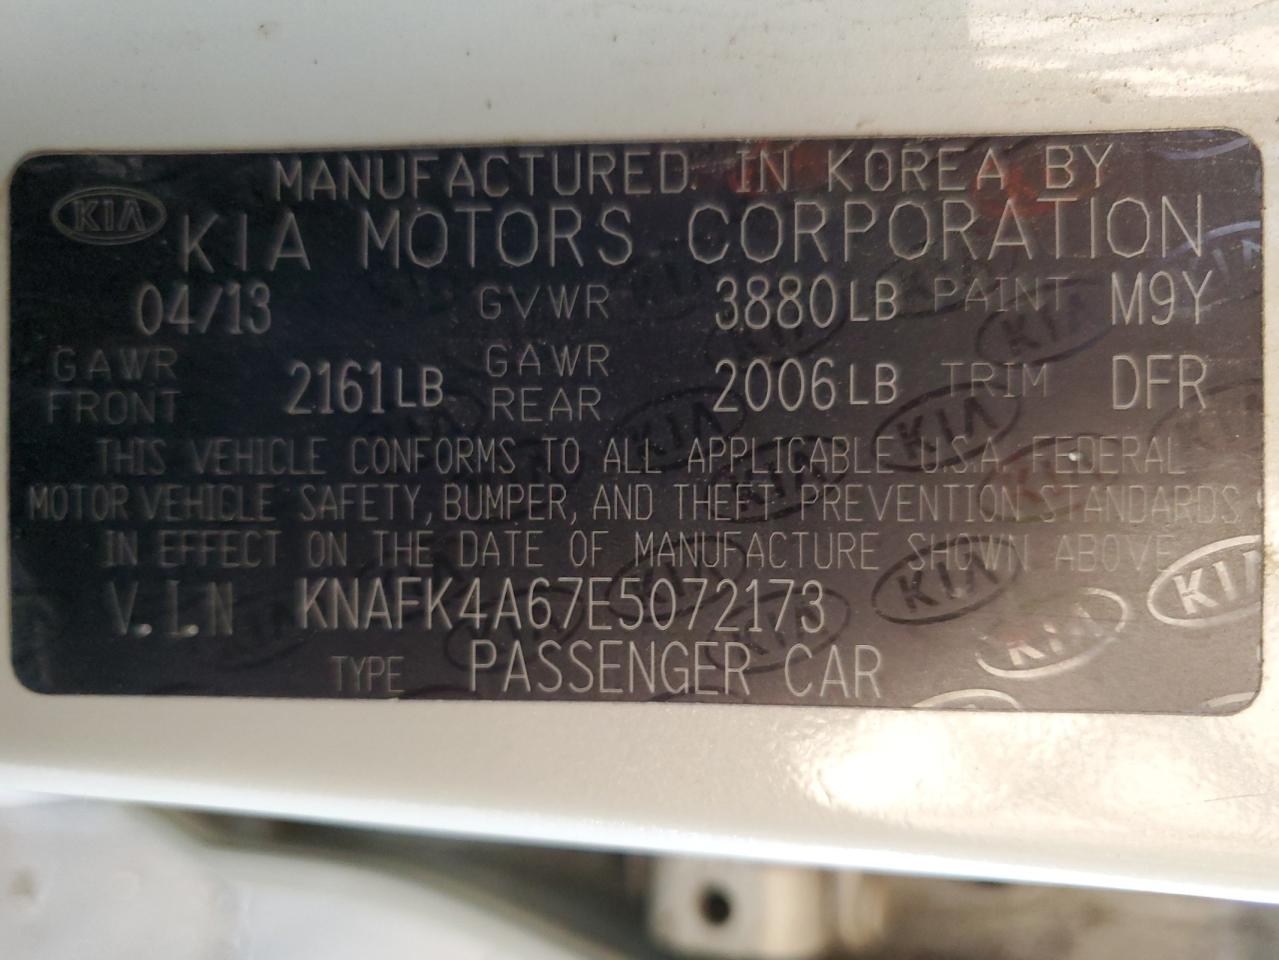 MANUFACTURED IN KOREA BY
KIA
KIA MOTORS CORPORATION
04/13 GVWR 3880LB PAINT M9Y
GAWR FRONT 2161LB GAWR REAR 2006LB TRIM DFR
THIS VEHICLE CONFORMS TO ALL APPLICABLE U.S.A. FEDERAL
MOTOR VEHICLE SAFETY, BUMPER, AND THEFT PREVENTION STANDARDS
IN EFFECT ON THE DATE OF MANUFACTURE SHOWN ABOVE
V.I.N KNAFK4A67E5072173
TYPE PASSENGER CAR